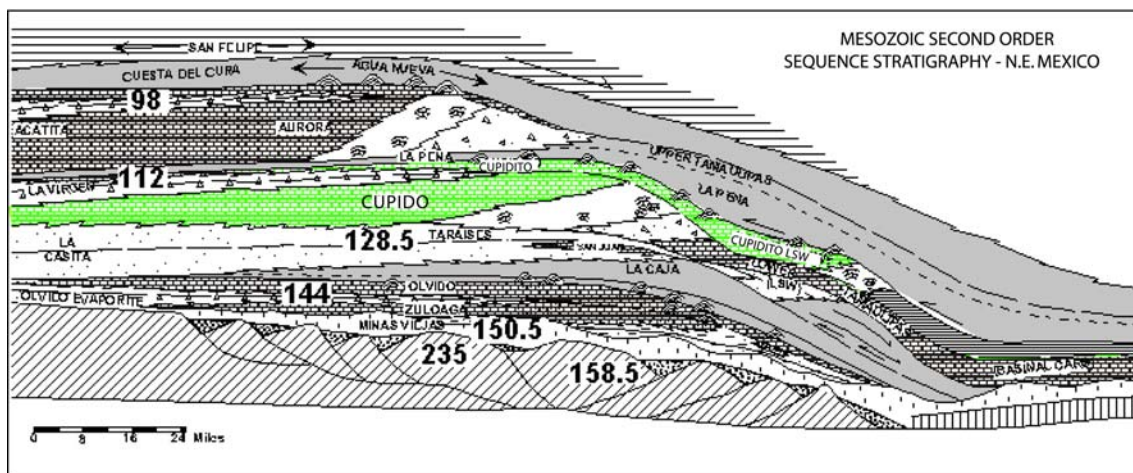 MESOZOIC SECOND ORDER
SEQUENCE STRATIGRAPHY - N.E. MEXICO
SAN FELIPE
AGUA NUEVA
CUESTA DEL CURA
98
ACATITA
AURORA
LA PENA
CUPIDITO
UPPER TAMAULIPAS
LA VIRGEN
112
LA PENA
CUPIDO
CUPIDITO LSW
128.5
TARAISES
LA
CASITA
SAN JUAN
LOWER
(LSW)
LA CAJA
144
OLVIDO
OLVIDO EVAPORITE
ZULOAGA
MINAS VIEJAS
150.5
235
158.5
BASINAL CARB
0 8 16 24 Miles